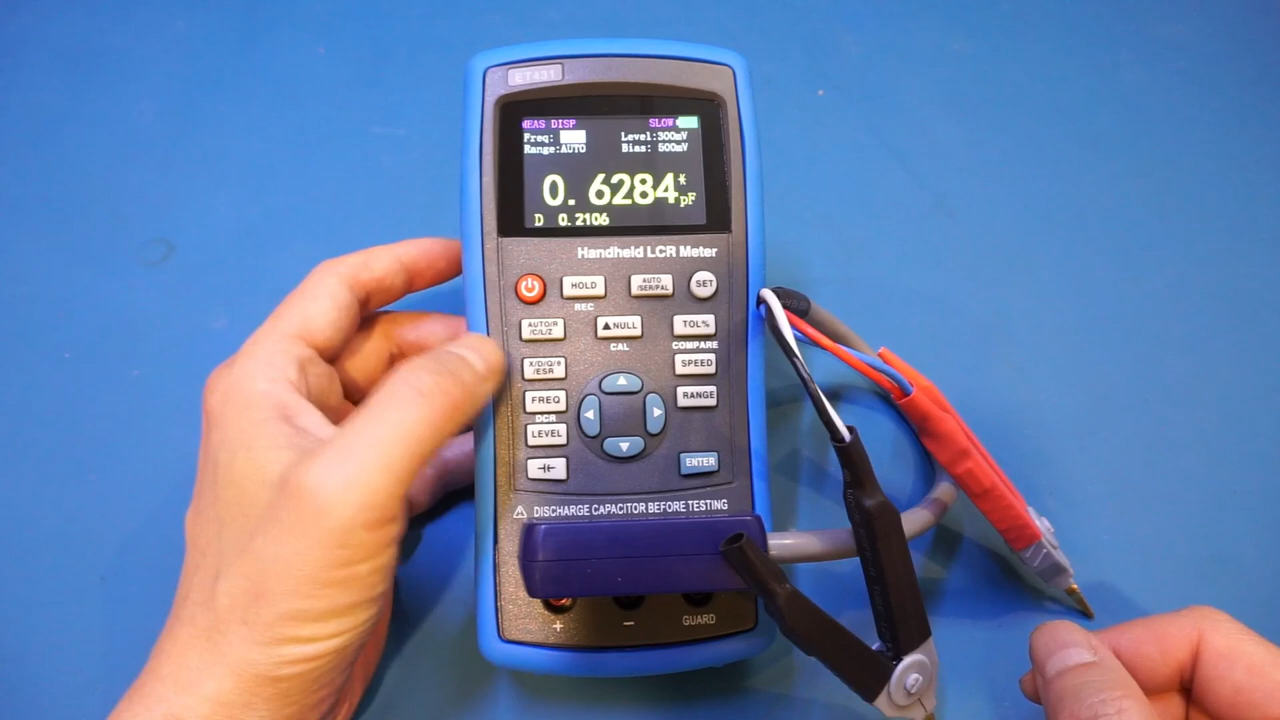 ET431
MEAS DISP SLOW
Freq: Level:300mV
Range:AUTO Bias: 500mV
0.6284* pF
D 0.2106
Handheld LCR Meter
HOLD
AUTO
/SER/PAL
SET
REC
AUTO/R
/C/L/Z
▲NULL
TOL%
CAL
COMPARE
X/D/Q/θ
/ESR
SPEED
FREQ
RANGE
DCR
LEVEL
ENTER
DISCHARGE CAPACITOR BEFORE TESTING
+ − GUARD